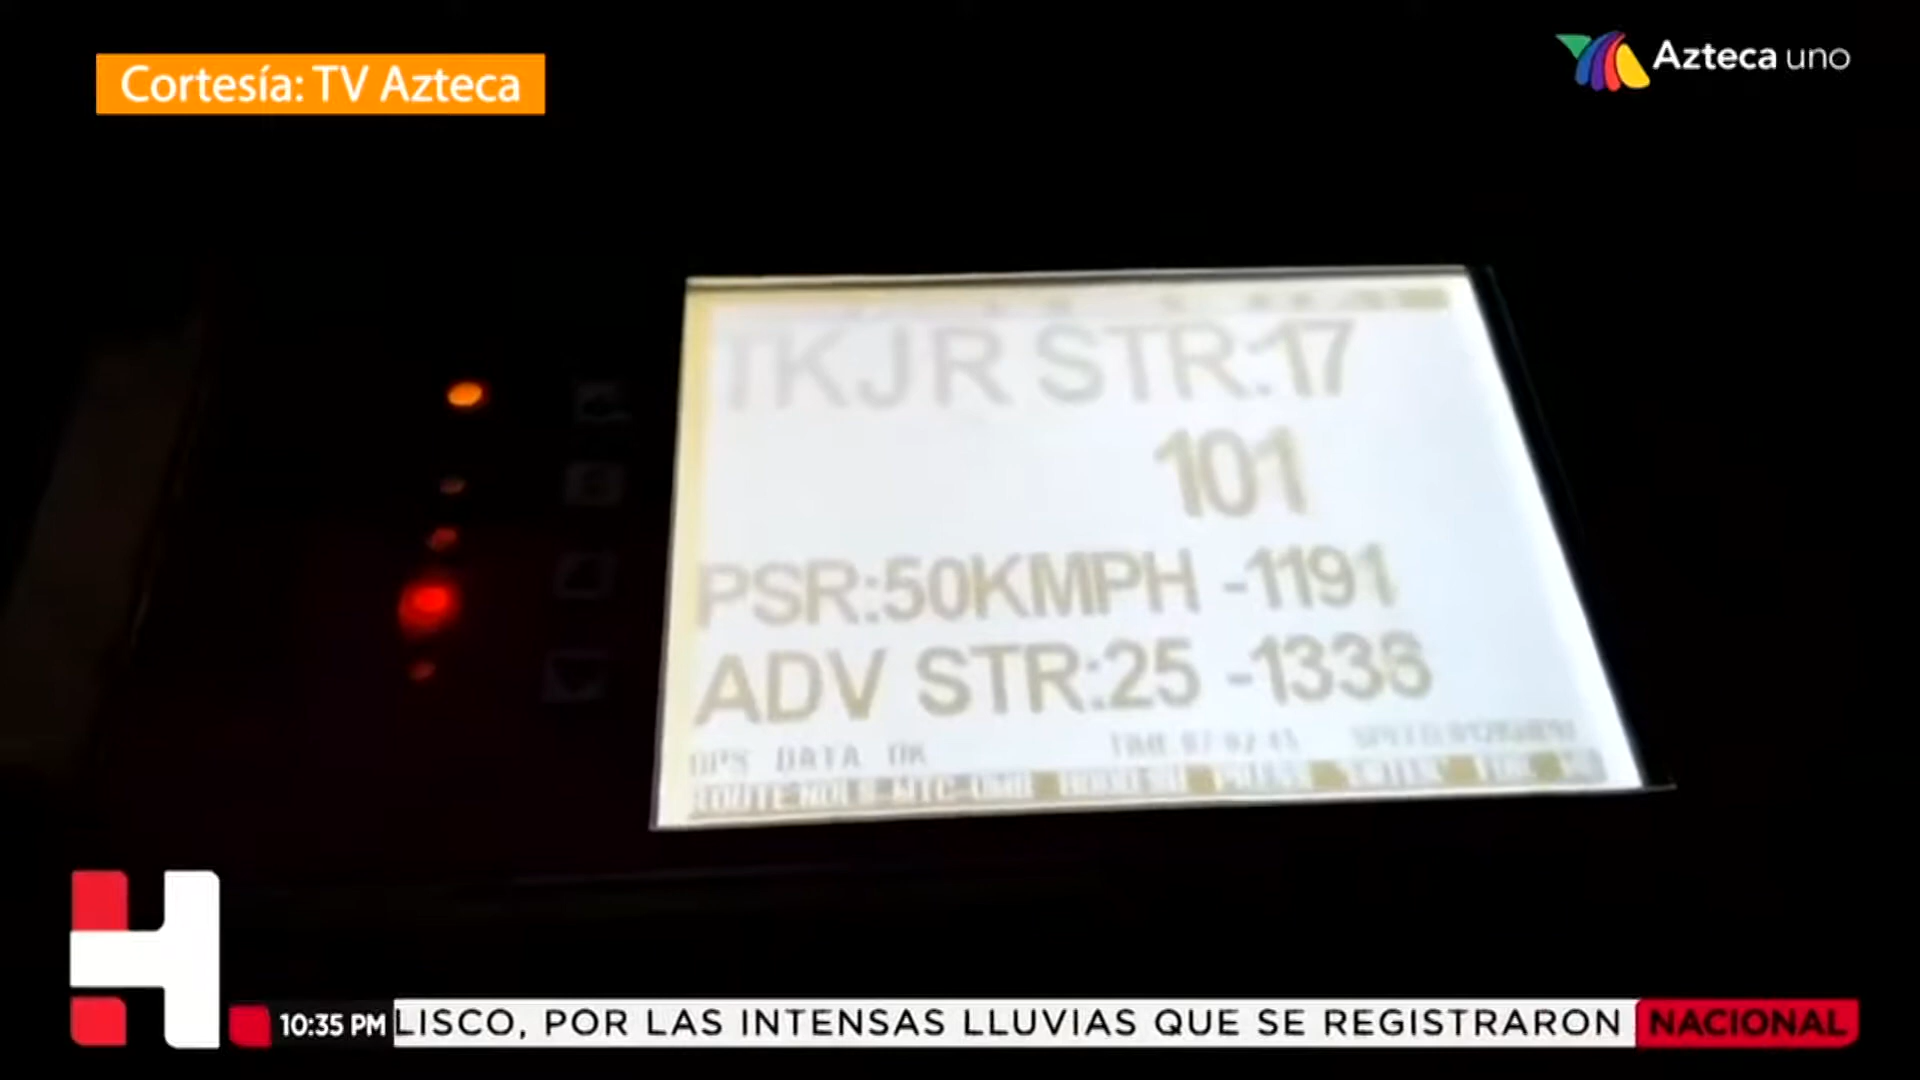 Cortesía: TV Azteca
Azteca uno
TKJR STR:17
101
PSR:50KMPH -1191
ADV STR:25 -1338
GPS DATA OK
10:35 PM
LISCO, POR LAS INTENSAS LLUVIAS QUE SE REGISTRARON
NACIONAL